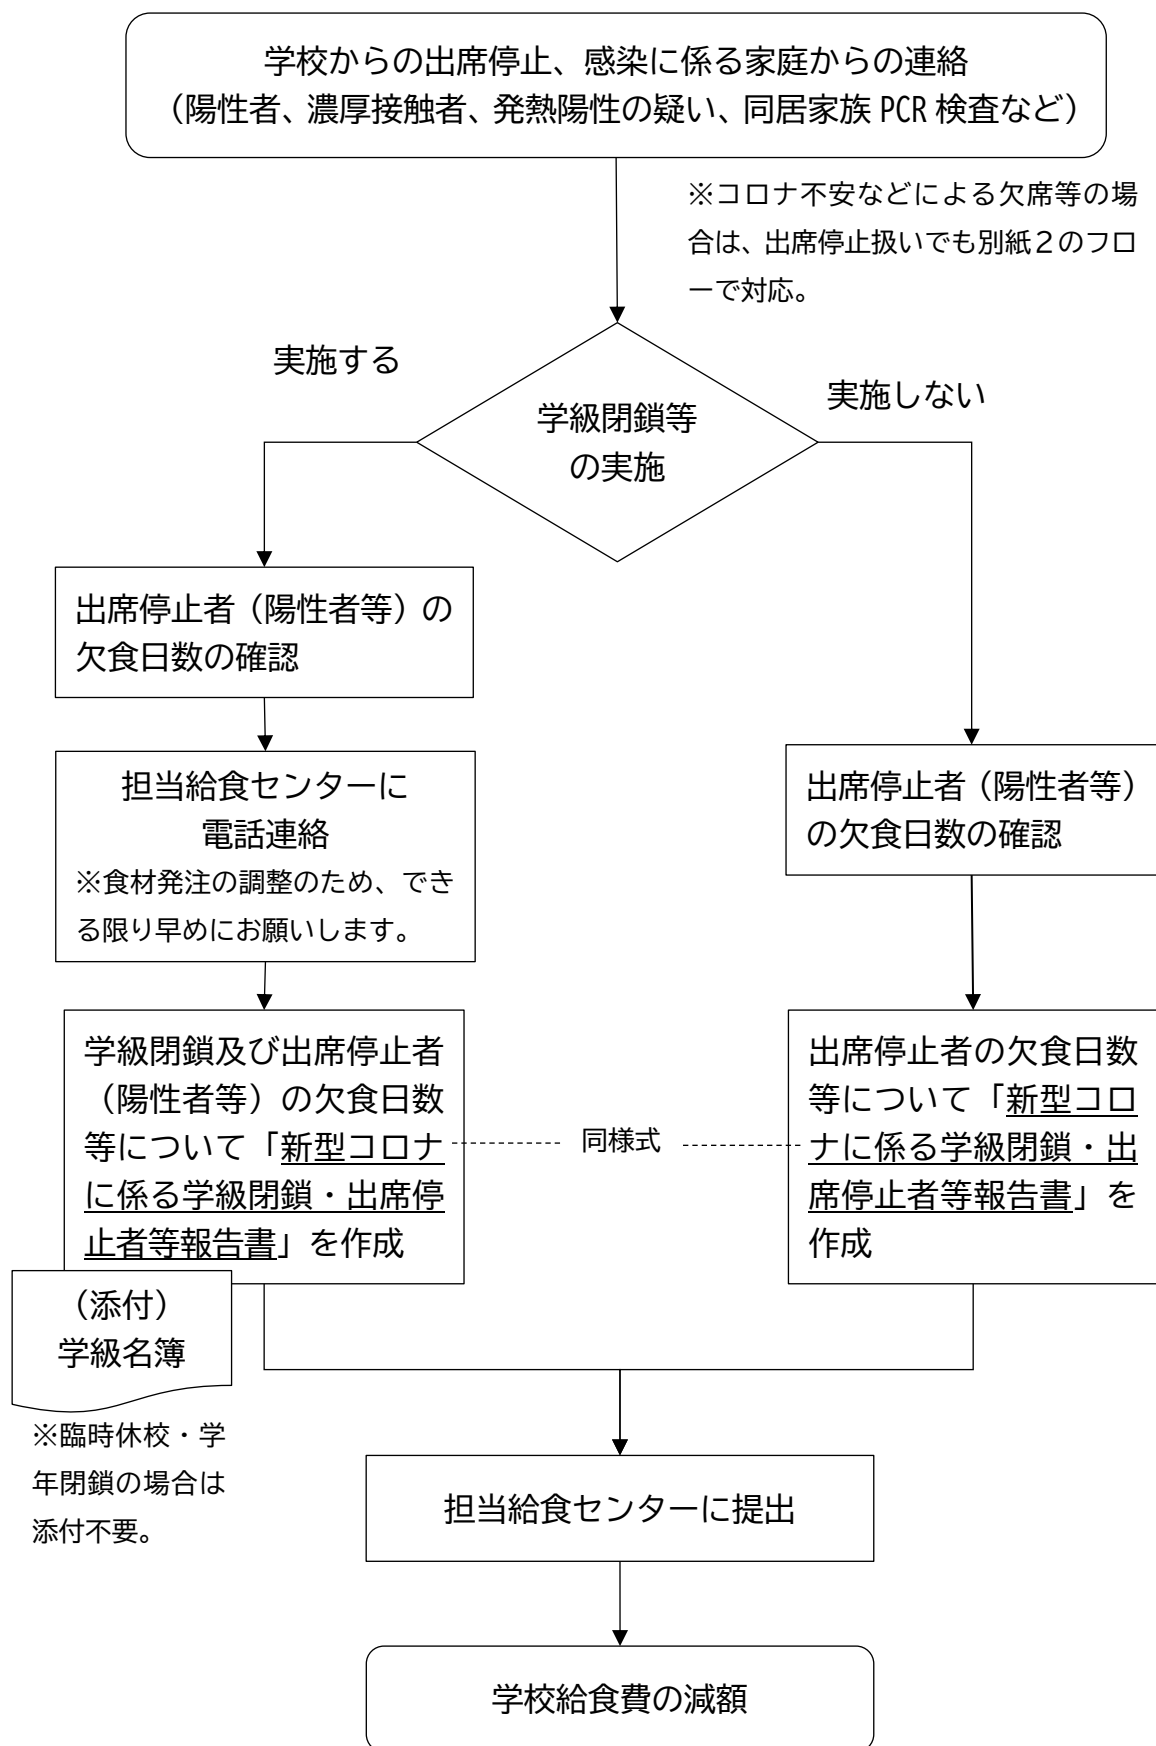 学校からの出席停止、感染に係る家庭からの連絡
（陽性者、濃厚接触者、発熱陽性の疑い、同居家族 PCR 検査など）
※コロナ不安などによる欠席等の場
合は、出席停止扱いでも別紙２のフロ
ーで対応。
実施する
実施しない
学級閉鎖等
の実施
出席停止者（陽性者等）の
欠食日数の確認
担当給食センターに
電話連絡
※食材発注の調整のため、でき
る限り早めにお願いします。
出席停止者（陽性者等）
の欠食日数の確認
学級閉鎖及び出席停止者
（陽性者等）の欠食日数
等について「新型コロナ
に係る学級閉鎖・出席停
止者等報告書」を作成
同様式
出席停止者の欠食日数
等について「新型コロ
ナに係る学級閉鎖・出
席停止者等報告書」を
作成
（添付）
学級名簿
※臨時休校・学
年閉鎖の場合は
添付不要。
担当給食センターに提出
学校給食費の減額